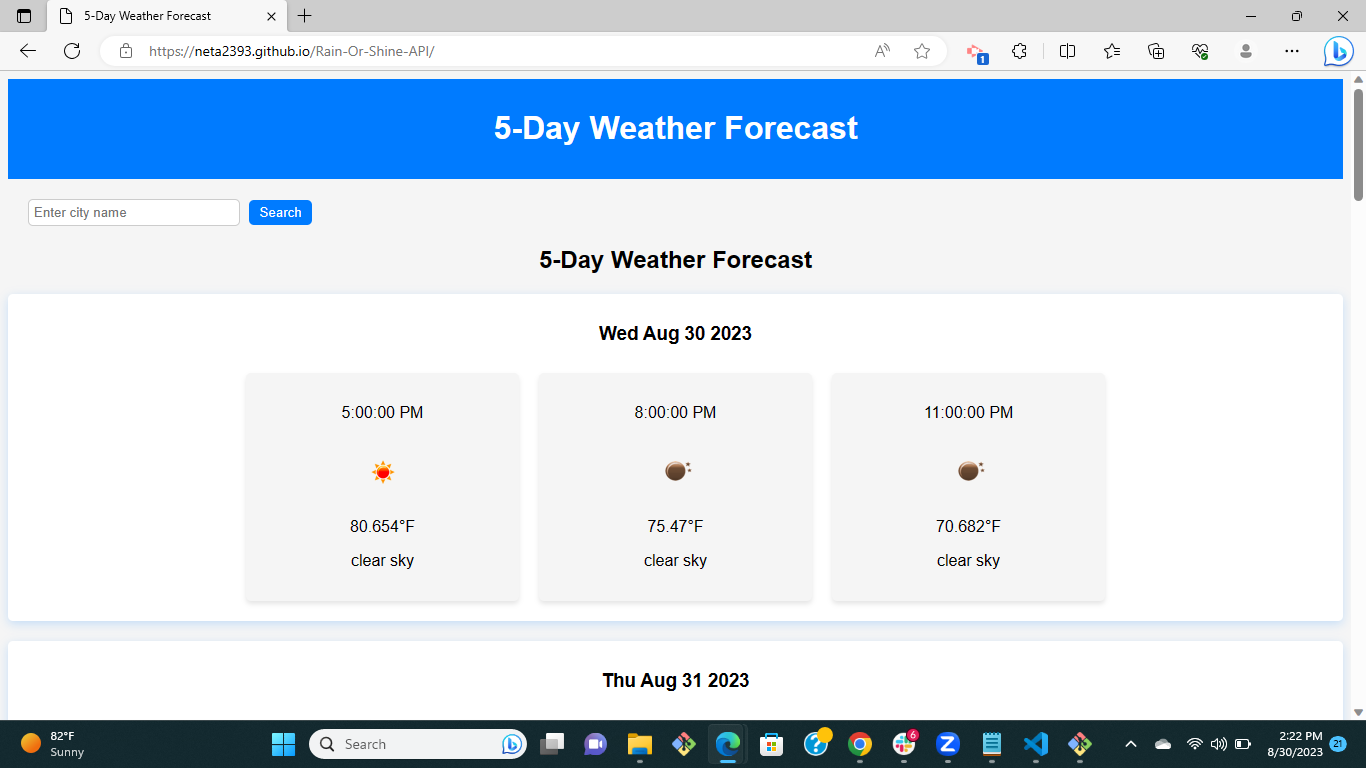 5-Day Weather Forecast
https://neta2393.github.io/Rain-Or-Shine-API/
A
1
5-Day Weather Forecast
Enter city name
Search
5-Day Weather Forecast
Wed Aug 30 2023
5:00:00 PM
8:00:00 PM
11:00:00 PM
80.654°F
75.47°F
70.682°F
clear sky
clear sky
clear sky
Thu Aug 31 2023
82°F
Sunny
Search
6
Z
2:22 PM
8/30/2023
21